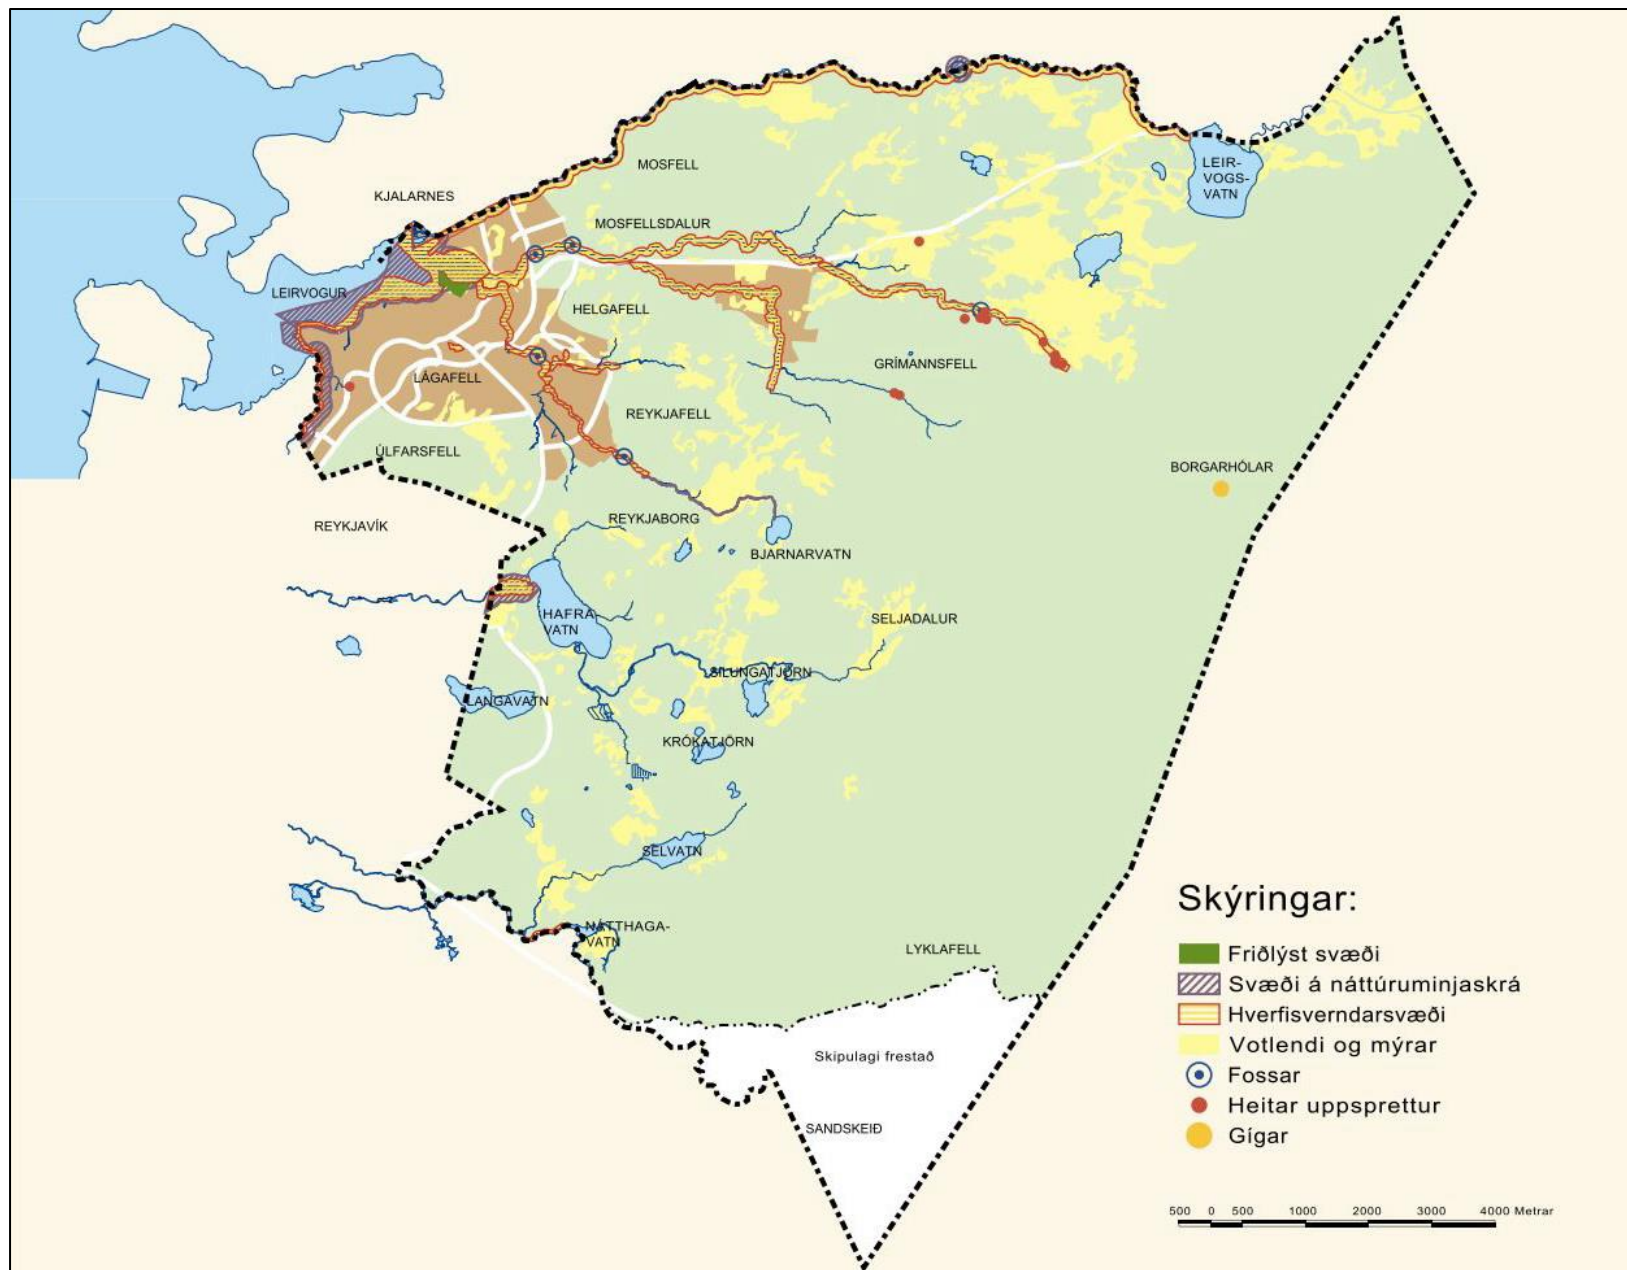 MOSFELL
LEIR-
VOGS-
VATN
KJALARNES
MOSFELLSDALUR
LEIRVOGUR
HELGAFELL
GRÍMANNSFELL
LÁGAFELL
REYKJAFELL
ÚLFARSFELL
BORGARHÓLAR
REYKJAVÍK
REYKJABORG
BJARNARVATN
HAFRA-
VATN
SELJADALUR
SILUNGATJÖRN
LANGAVATN
KRÓKATJÖRN
SELVATN
NÁTTHAGA-
VATN
LYKLAFELL
Skipulagi frestað
SANDSKEIÐ
Skýringar:
Friðlýst svæði
Svæði á náttúruminjaskrá
Hverfisverndarsvæði
Votlendi og mýrar
Fossar
Heitar uppsprettur
Gígar
500 0 500 1000 2000 3000 4000 Metrar